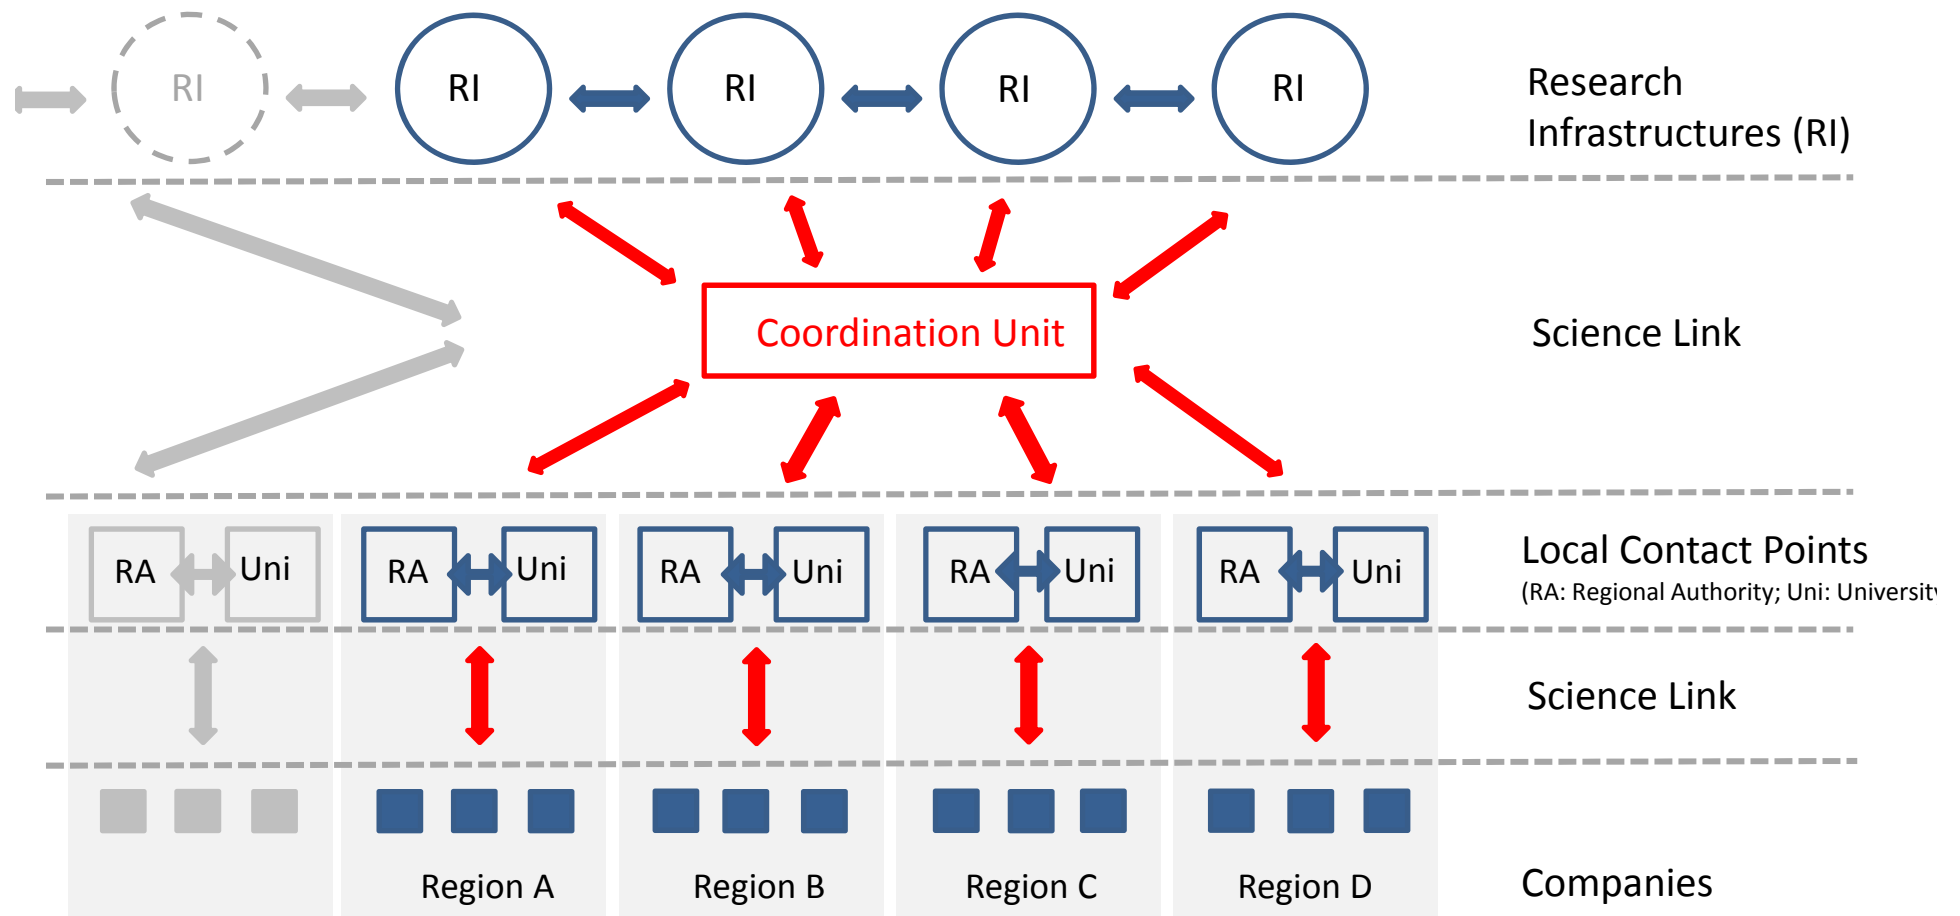 RI
RI
RI
RI
RI
Research
Infrastructures (RI)
Coordination Unit
Science Link
RA
Uni
RA
Uni
RA
Uni
RA
Uni
RA
Uni
Local Contact Points
(RA: Regional Authority; Uni: University
Science Link
Region A
Region B
Region C
Region D
Companies